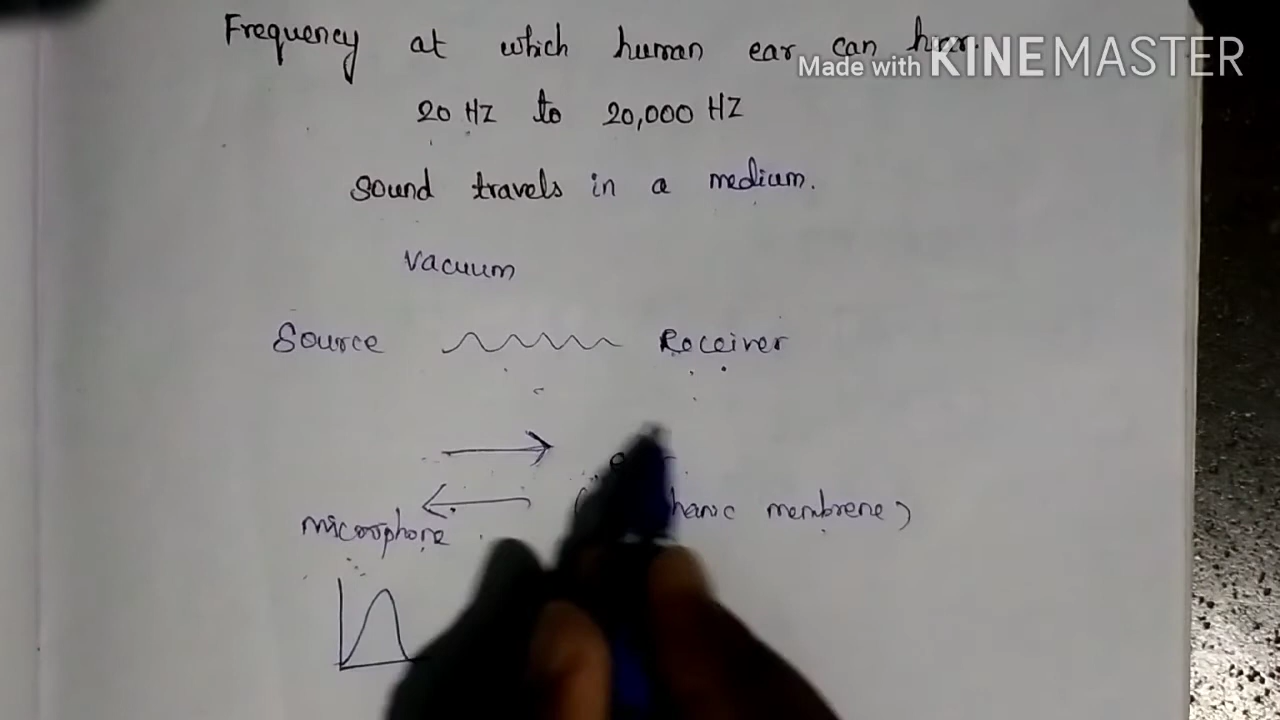 Frequency at which human ear can hear.
Made with KINEMASTER
20 HZ to 20,000 HZ
Sound travels in a medium.
Vacuum
Source Receiver
membrene)
microphone